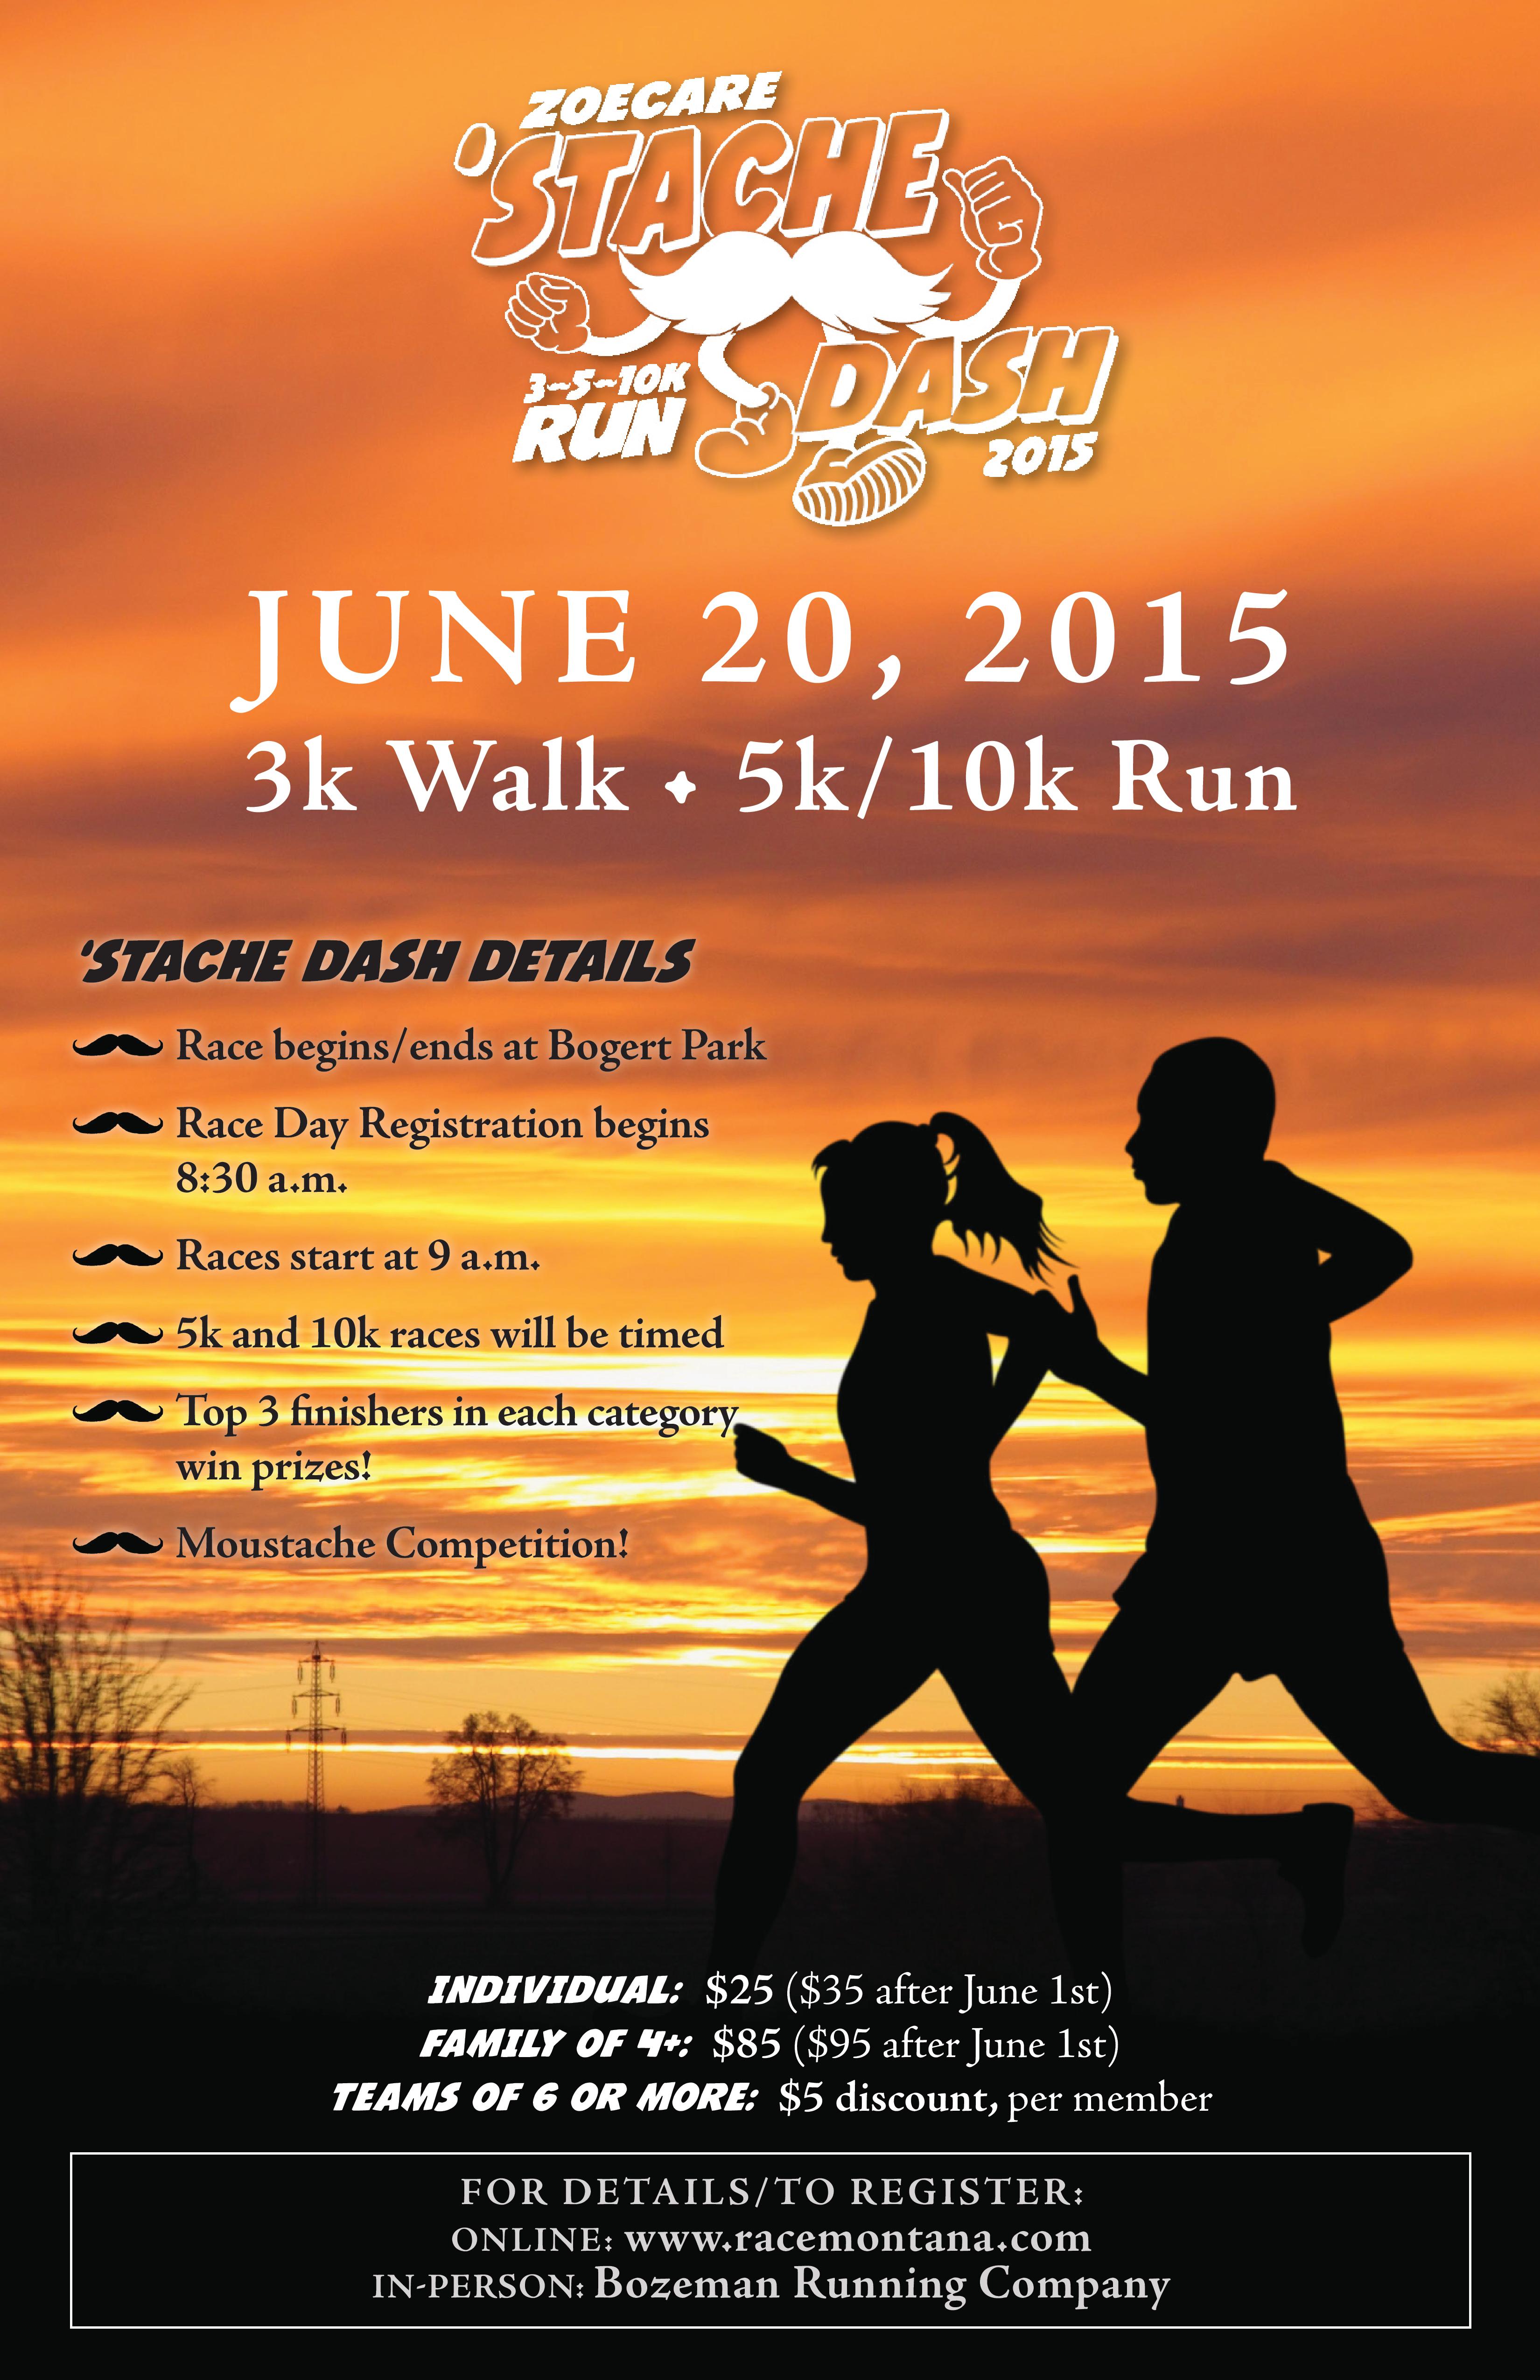 ZOECARE
'STACHE
DASH
3-5-10K
RUN
2015
JUNE 20, 2015
3k Walk • 5k/10k Run
'STACHE DASH DETAILS
Race begins/ends at Bogert Park
Race Day Registration begins
8:30 a.m.
Races start at 9 a.m.
5k and 10k races will be timed
Top 3 finishers in each category
win prizes!
Moustache Competition!
INDIVIDUAL: $25 ($35 after June 1st)
FAMILY OF 4+: $85 ($95 after June 1st)
TEAMS OF 6 OR MORE: $5 discount, per member
FOR DETAILS/TO REGISTER:
ONLINE: www.racemontana.com
IN-PERSON: Bozeman Running Company